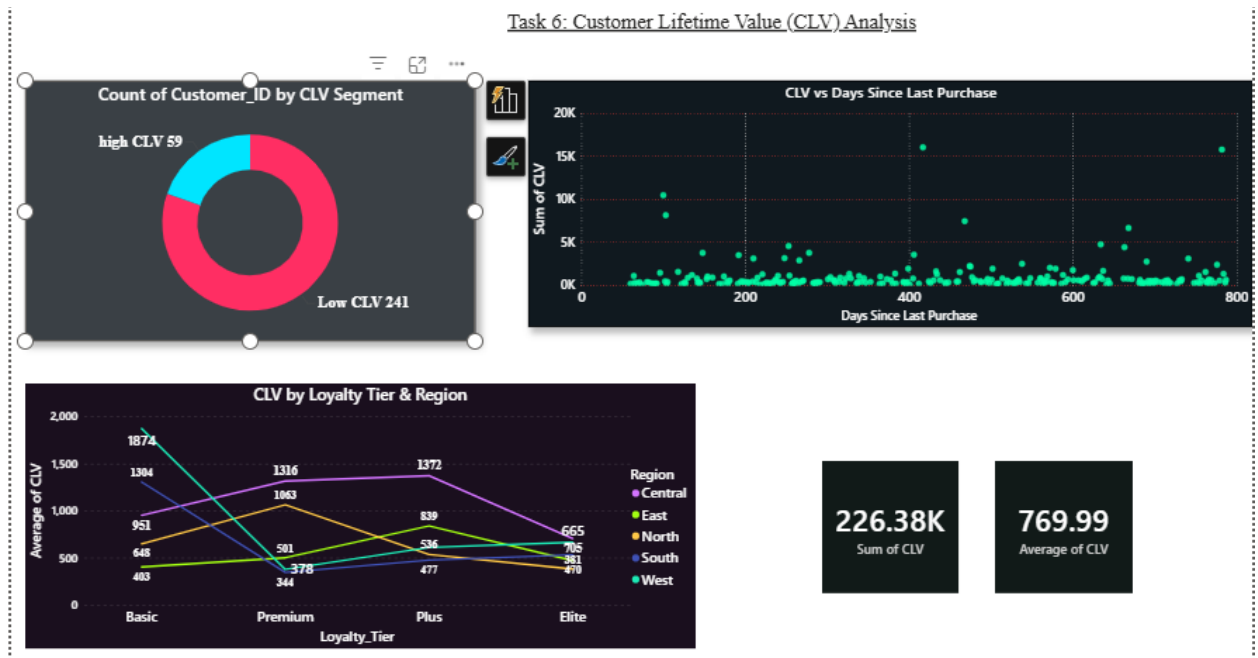 Task 6: Customer Lifetime Value (CLV) Analysis
Count of Customer_ID by CLV Segment
high CLV 59
Low CLV 241
CLV vs Days Since Last Purchase
Sum of CLV
20K
15K
10K
5K
0K
0
200
400
600
800
Days Since Last Purchase
CLV by Loyalty Tier & Region
Average of CLV
2,000
1,500
1,000
500
0
1874
1304
951
648
403
1316
1063
501
378
344
1372
839
536
477
665
705
381
470
Basic
Premium
Plus
Elite
Loyalty_Tier
Region
Central
East
North
South
West
226.38K
Sum of CLV
769.99
Average of CLV